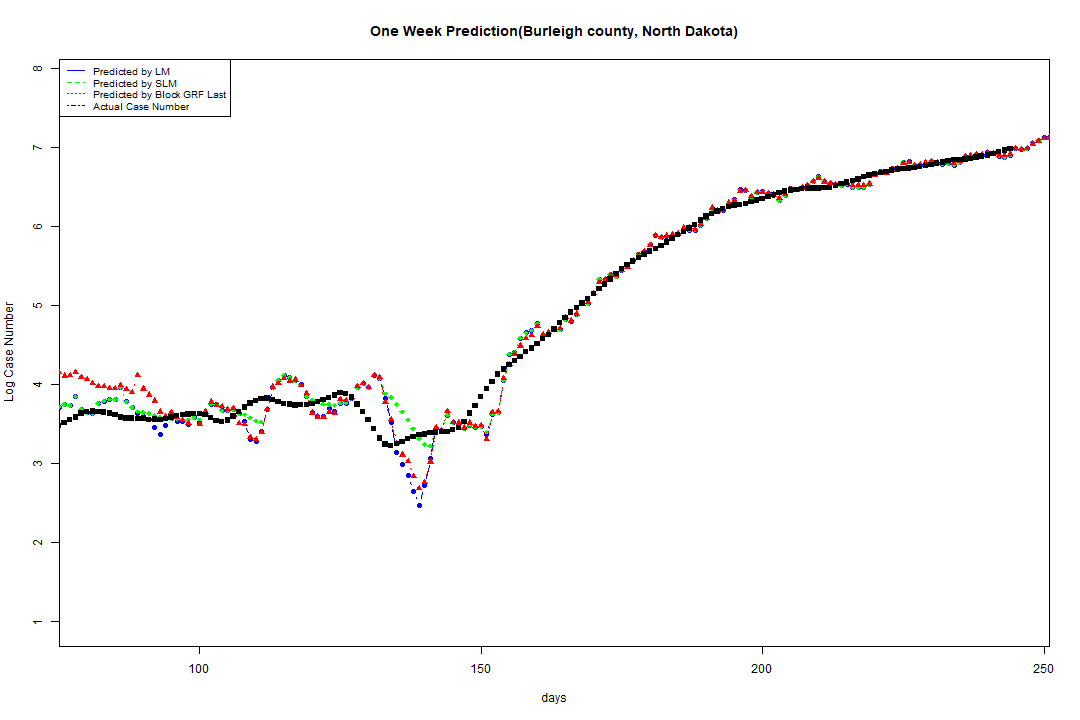 One Week Prediction(Burleigh county, North Dakota)
Predicted by LM
Predicted by SLM
Predicted by Block GRF Last
Actual Case Number
8
7
6
5
4
3
2
1
Log Case Number
100 150 200 250
days